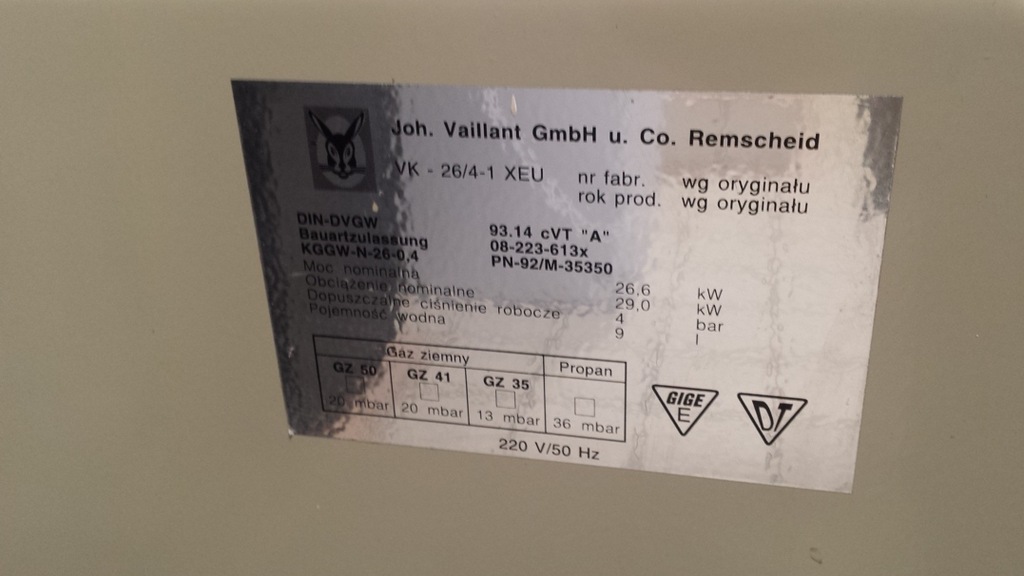 Joh. Vaillant GmbH u. Co. Remscheid
VK - 26/4-1 XEU nr fabr. wg oryginału
rok prod. wg oryginału
DIN-DVGW
Bauartzulassung 93.14 cVT "A"
KGGW-N-26-0,4 08-223-613x
PN-92/M-35350
Moc nominalna 26,6 kW
Obciążenie nominalne 29,0 kW
Dopuszczalne ciśnienie robocze 4 bar
Pojemność wodna 9 l
Gaz ziemny Propan
GZ 50 GZ 41 GZ 35
20 mbar 20 mbar 13 mbar 36 mbar
220 V/50 Hz
GIGE
E
DT